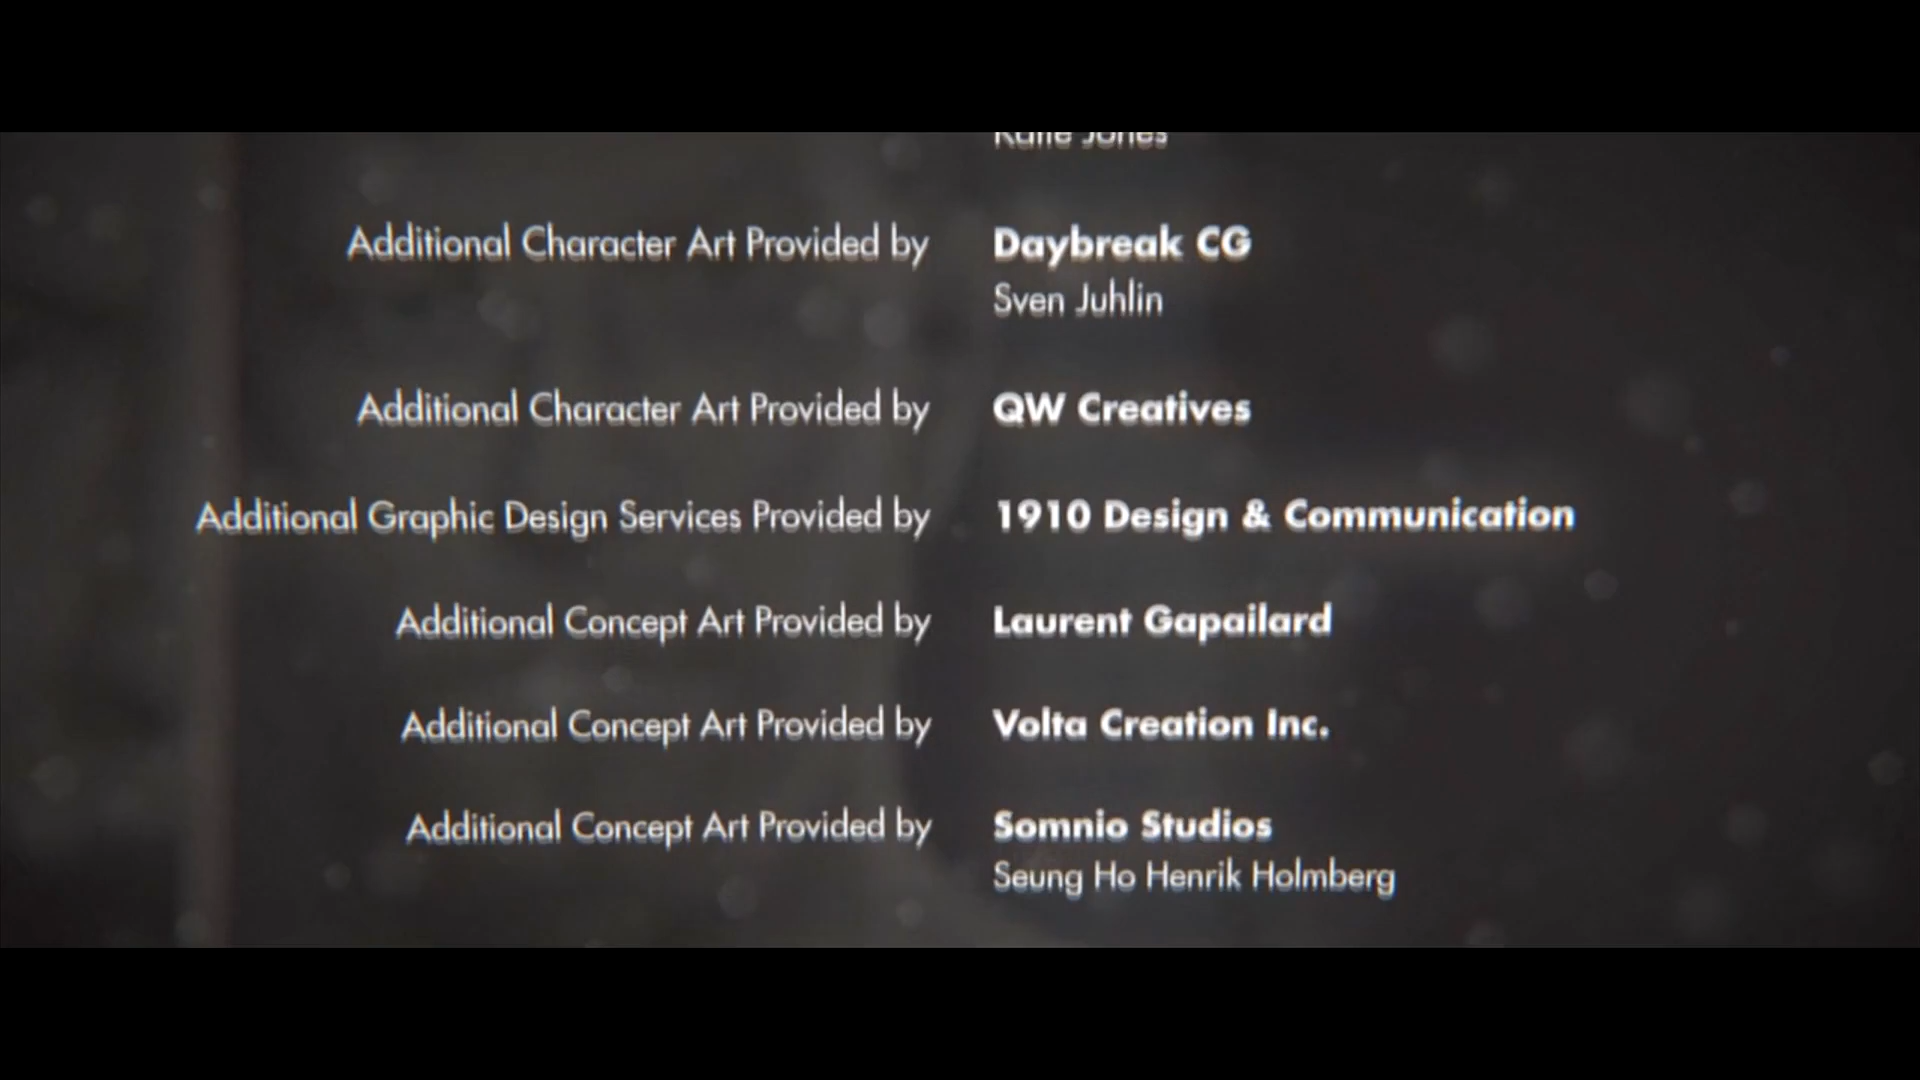 Katie Jones
Additional Character Art Provided by Daybreak CG
Sven Juhlin
Additional Character Art Provided by QW Creatives
Additional Graphic Design Services Provided by 1910 Design & Communication
Additional Concept Art Provided by Laurent Gapailard
Additional Concept Art Provided by Volta Creation Inc.
Additional Concept Art Provided by Somnio Studios
Seung Ho Henrik Holmberg